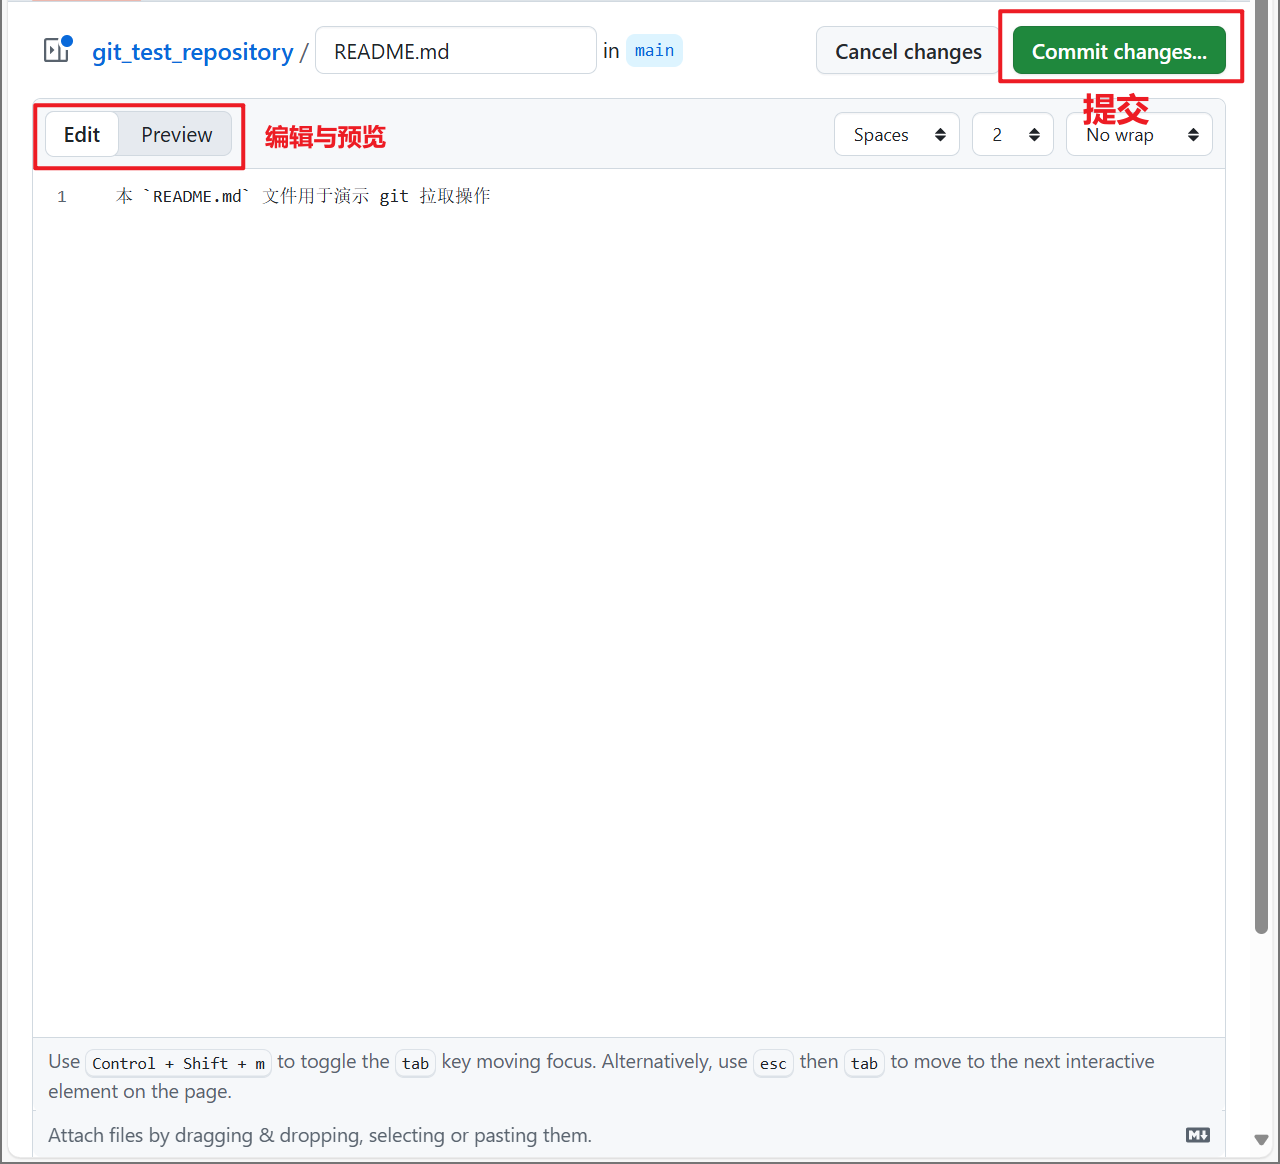 git_test_repository / README.md in main Cancel changes Commit changes...
提交
Edit Preview 编辑与预览 Spaces 2 No wrap
1 本 `README.md` 文件用于演示 git 拉取操作
Use Control + Shift + m to toggle the tab key moving focus. Alternatively, use esc then tab to move to the next interactive
element on the page.
Attach files by dragging & dropping, selecting or pasting them.